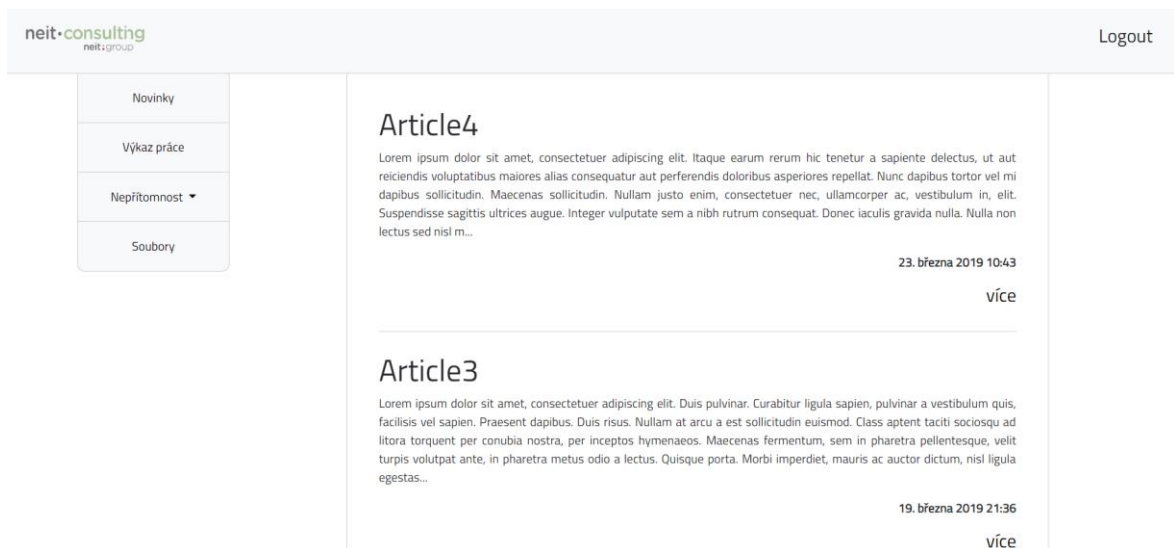 neit•consulting
neit:group
Logout
Novinky
Výkaz práce
Nepřítomnost
Soubory
Article4
Lorem ipsum dolor sit amet, consectetuer adipiscing elit. Itaque earum rerum hic tenetur a sapiente delectus, ut aut
reiciendis voluptatibus maiores alias consequatur aut perferendis doloribus asperiores repellat. Nunc dapibus tortor vel mi
dapibus sollicitudin. Maecenas sollicitudin. Nullam justo enim, consectetuer nec, ullamcorper ac, vestibulum in, elit.
Suspendisse sagittis ultrices augue. Integer vulputate sem a nibh rutrum consequat. Donec iaculis gravida nulla. Nulla non
lectus sed nisl m...
23. března 2019 10:43
více
Article3
Lorem ipsum dolor sit amet, consectetuer adipiscing elit. Duis pulvinar. Curabitur ligula sapien, pulvinar a vestibulum quis,
facilisis vel sapien. Praesent dapibus. Duis risus. Nullam at arcu a est sollicitudin euismod. Class aptent taciti sociosqu ad
litora torquent per conubia nostra, per inceptos hymenaeos. Maecenas fermentum, sem in pharetra pellentesque, velit
turpis volutpat ante, in pharetra metus odio a lectus. Quisque porta. Morbi imperdiet, mauris ac auctor dictum, nisl ligula
egestas...
19. března 2019 21:36
více